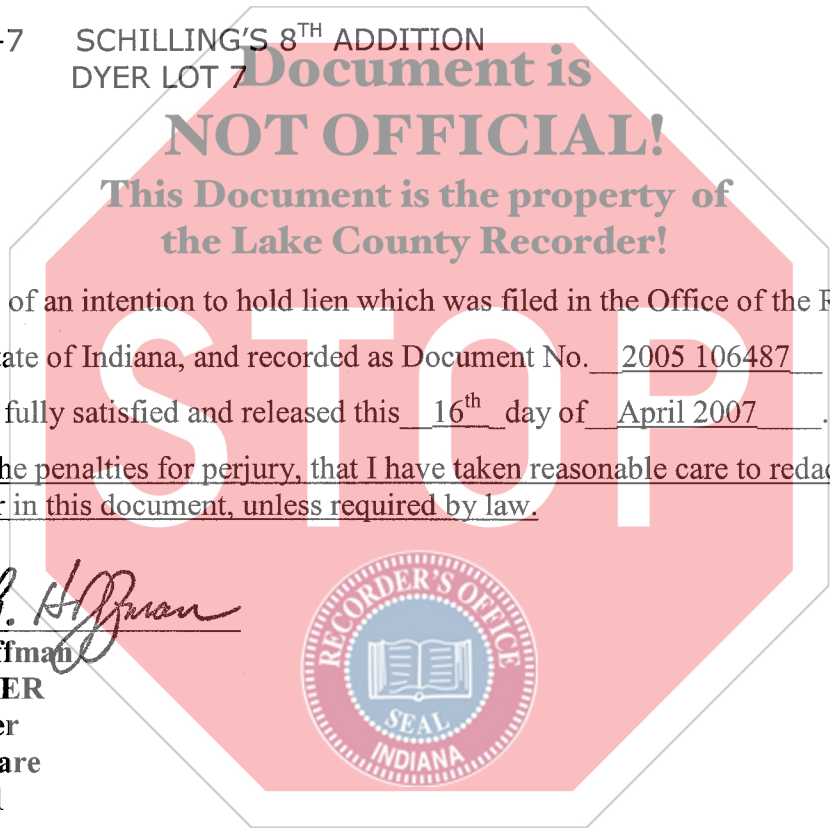 -7 SCHILLING'S 8TH ADDITION
DYER LOT 7
Document is
NOT OFFICIAL!
This Document is the property of
the Lake County Recorder!
of an intention to hold lien which was filed in the Office of the R
tate of Indiana, and recorded as Document No. 2005 106487
fully satisfied and released this 16th day of April 2007.
he penalties for perjury, that I have taken reasonable care to redac
r in this document, unless required by law.
STOP
R. Hoffman
ffman
ER
er
are
l
RECORDER'S OFFICE
SEAL
INDIANA